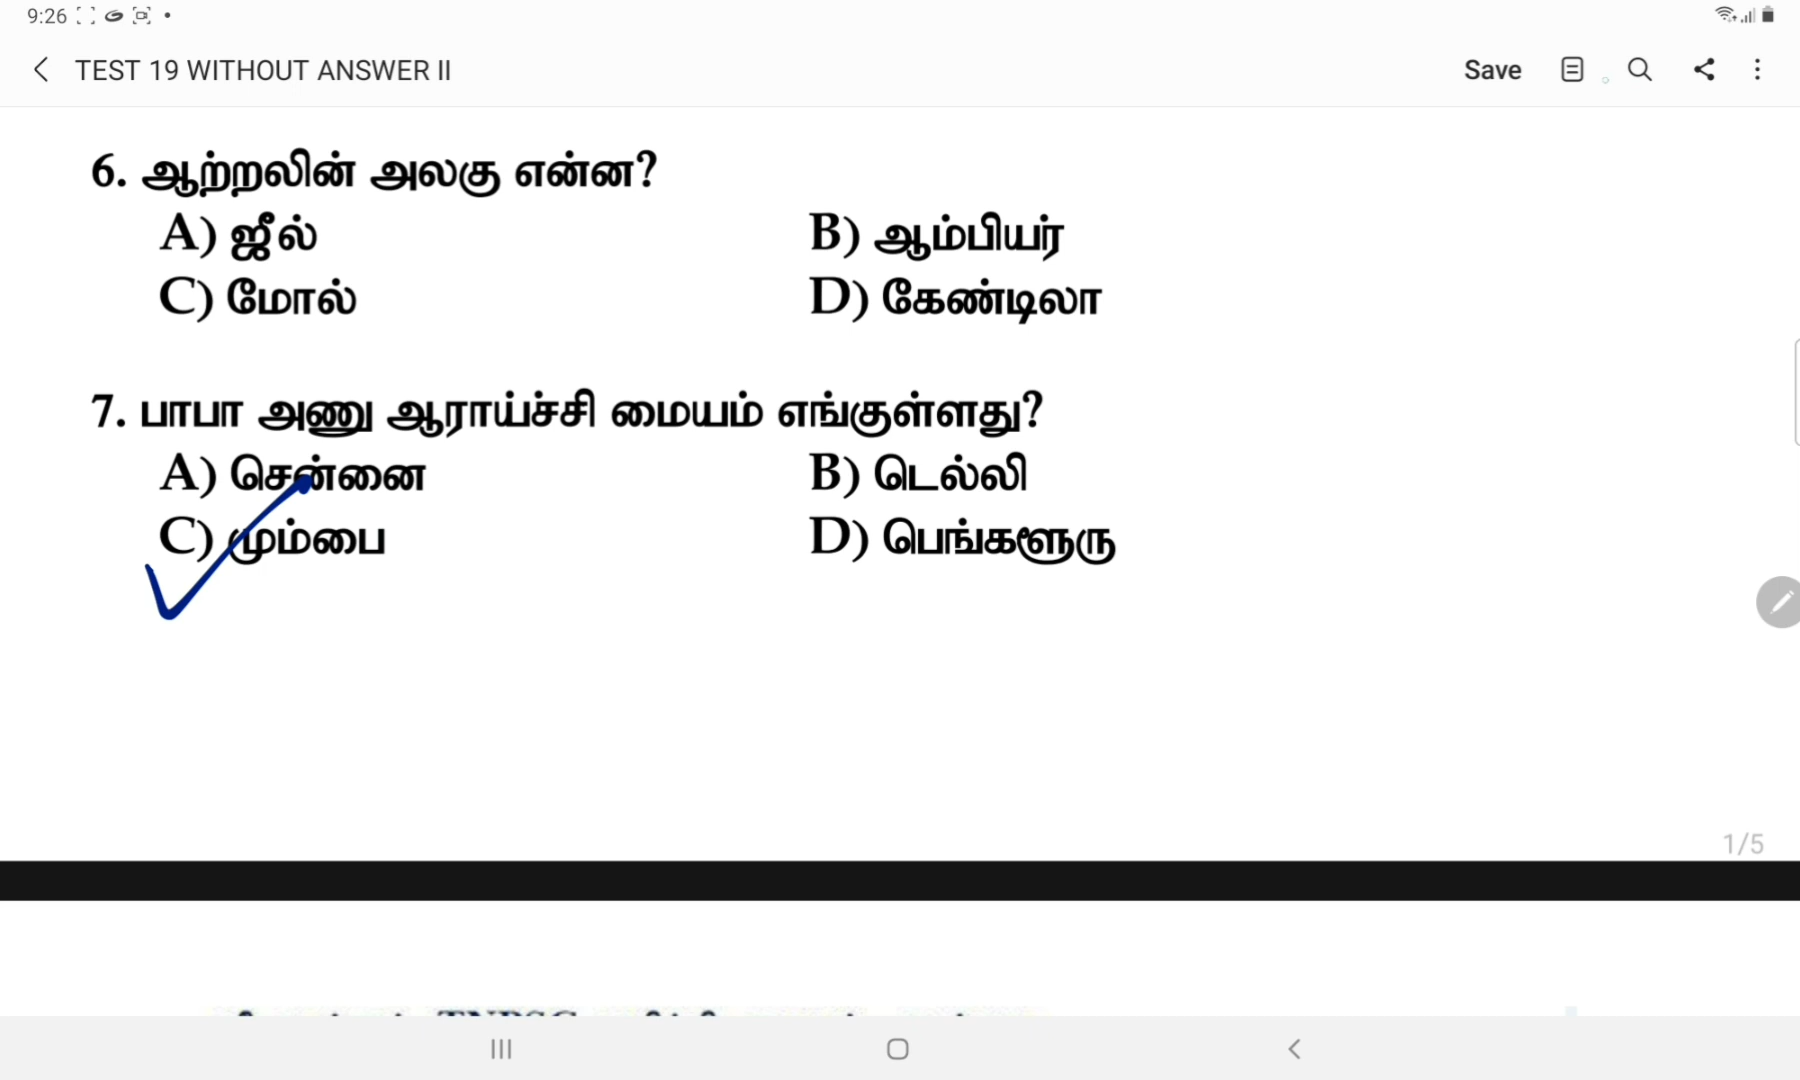 9:26
TEST 19 WITHOUT ANSWER II
Save
6. ஆற்றலின் அலகு என்ன?
A) ஜீல்
B) ஆம்பியர்
C) மோல்
D) கேண்டிலா
7. பாபா அணு ஆராய்ச்சி மையம் எங்குள்ளது?
A) சென்னை
B) டெல்லி
C) மும்பை
D) பெங்களூரு
1/5